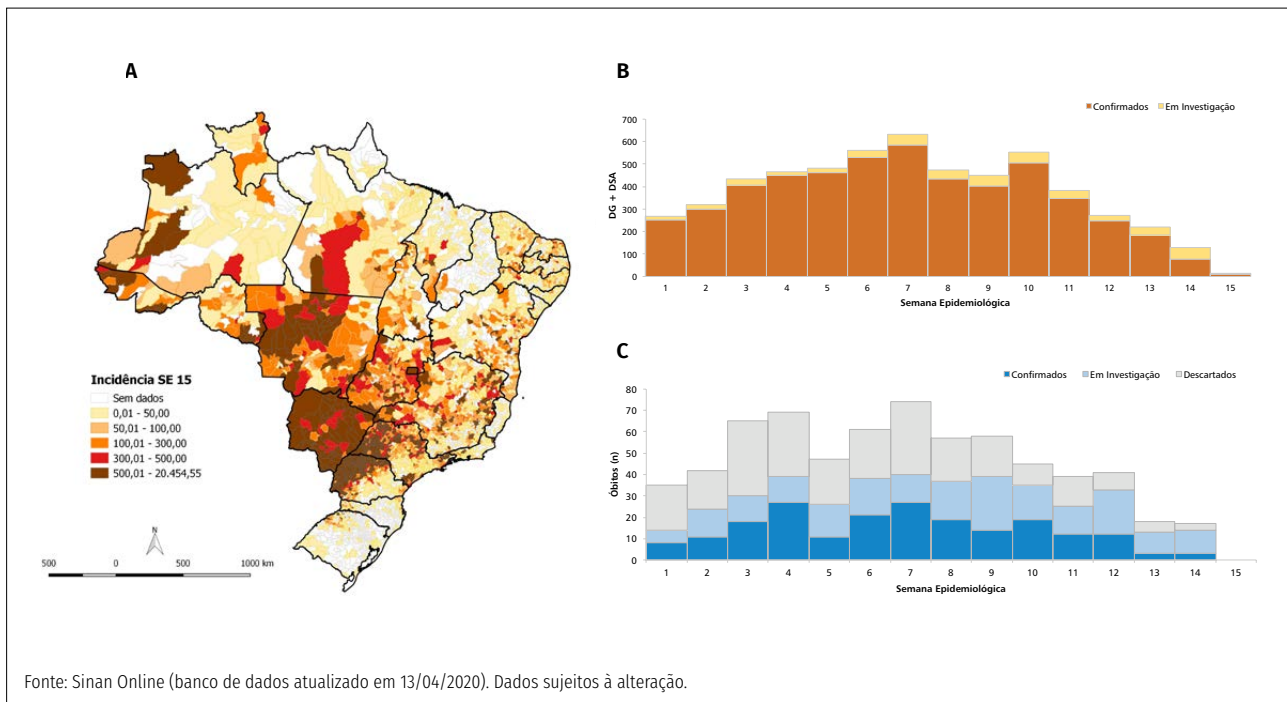 A
Incidência SE 15
Sem dados
0,01 - 50,00
50,01 - 100,00
100,01 - 300,00
300,01 - 500,00
500,01 - 20.454,55
N
500 0 500 1000 km
B
Confirmados Em Investigação
DG + DSA
700
600
500
400
300
200
100
0
1 2 3 4 5 6 7 8 9 10 11 12 13 14 15
Semana Epidemiológica
C
Confirmados Em Investigação Descartados
Óbitos (n)
80
70
60
50
40
30
20
10
0
1 2 3 4 5 6 7 8 9 10 11 12 13 14 15
Semana Epidemiológica
Fonte: Sinan Online (banco de dados atualizado em 13/04/2020). Dados sujeitos à alteração.